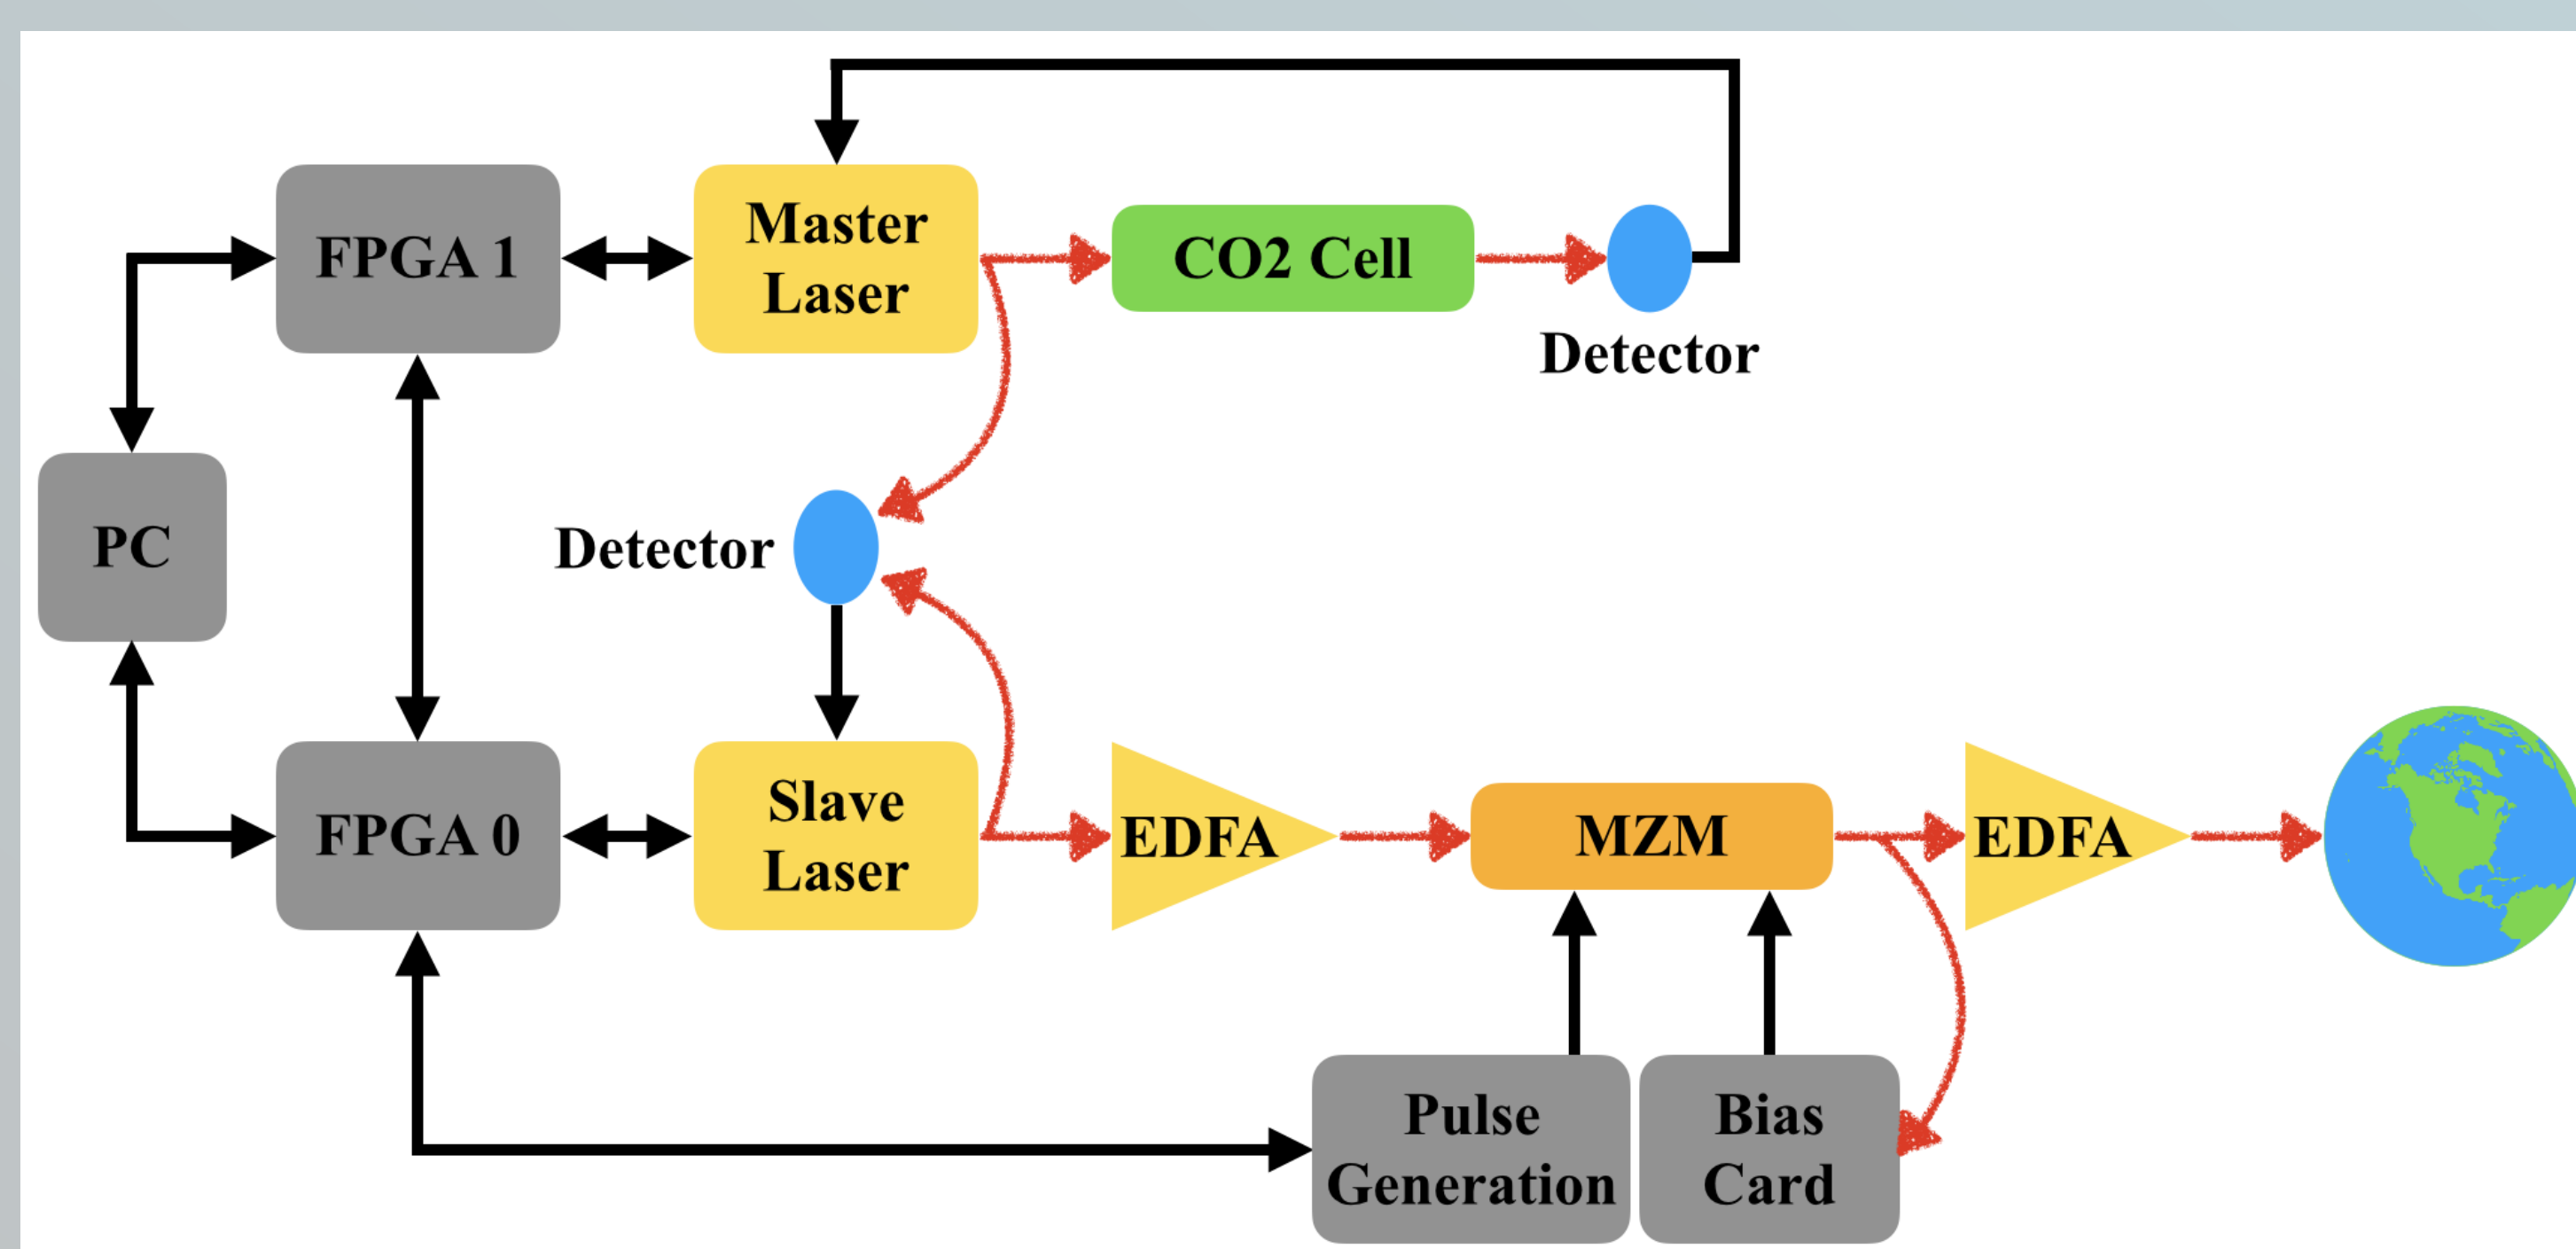 FPGA 1
Master
Laser
CO2 Cell
Detector
PC
Detector
FPGA 0
Slave
Laser
EDFA
MZM
EDFA
Pulse
Generation
Bias
Card